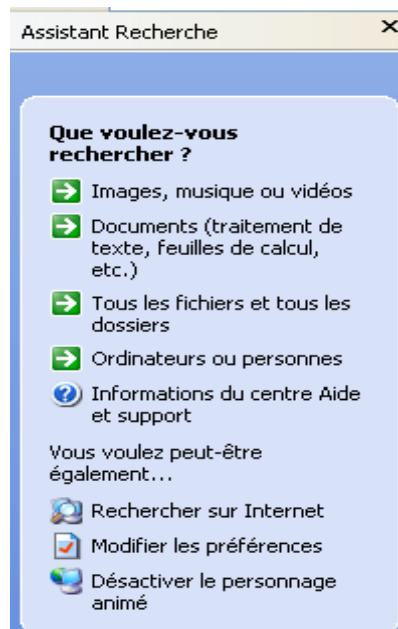 Assistant Recherche
Que voulez-vous
rechercher ?
Images, musique ou vidéos
Documents (traitement de
texte, feuilles de calcul,
etc.)
Tous les fichiers et tous les
dossiers
Ordinateurs ou personnes
Informations du centre Aide
et support
Vous voulez peut-être
également...
Rechercher sur Internet
Modifier les préférences
Désactiver le personnage
animé